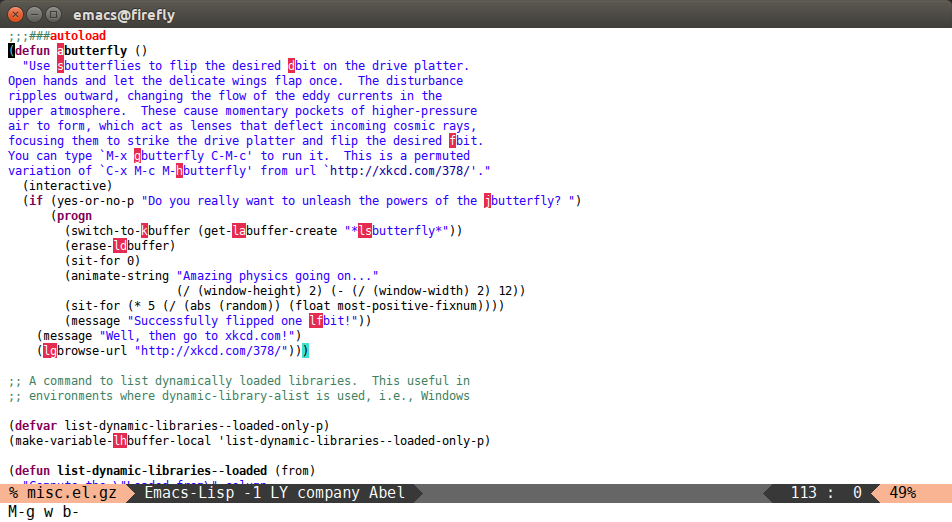 emacs@firefly
;;;###autoload
(defun abutterfly ()
"Use sbutterflies to flip the desired dbit on the drive platter.
Open hands and let the delicate wings flap once.  The disturbance
ripples outward, changing the flow of the eddy currents in the
upper atmosphere.  These cause momentary pockets of higher-pressure
air to form, which act as lenses that deflect incoming cosmic rays,
focusing them to strike the drive platter and flip the desired fbit.
You can type `M-x gbutterfly C-M-c' to run it.  This is a permuted
variation of `C-x M-c M-hbutterfly' from url `http://xkcd.com/378/'."
(interactive)
(if (yes-or-no-p "Do you really want to unleash the powers of the jbutterfly? ")
(progn
(switch-to-kbuffer (get-labuffer-create "*lsbutterfly*"))
(erase-ldbuffer)
(sit-for 0)
(animate-string "Amazing physics going on..."
(/ (window-height) 2) (- (/ (window-width) 2) 12))
(sit-for (* 5 (/ (abs (random)) (float most-positive-fixnum))))
(message "Successfully flipped one lfbit!"))
(message "Well, then go to xkcd.com!")
(lgbrowse-url "http://xkcd.com/378/")))
;; A command to list dynamically loaded libraries.  This useful in
;; environments where dynamic-library-alist is used, i.e., Windows
(defvar list-dynamic-libraries--loaded-only-p)
(make-variable-lhbuffer-local 'list-dynamic-libraries--loaded-only-p)
(defun list-dynamic-libraries--loaded (from)
% misc.el.gz Emacs-Lisp -1 LY company Abel 113 : 0 49%
M-g w b-